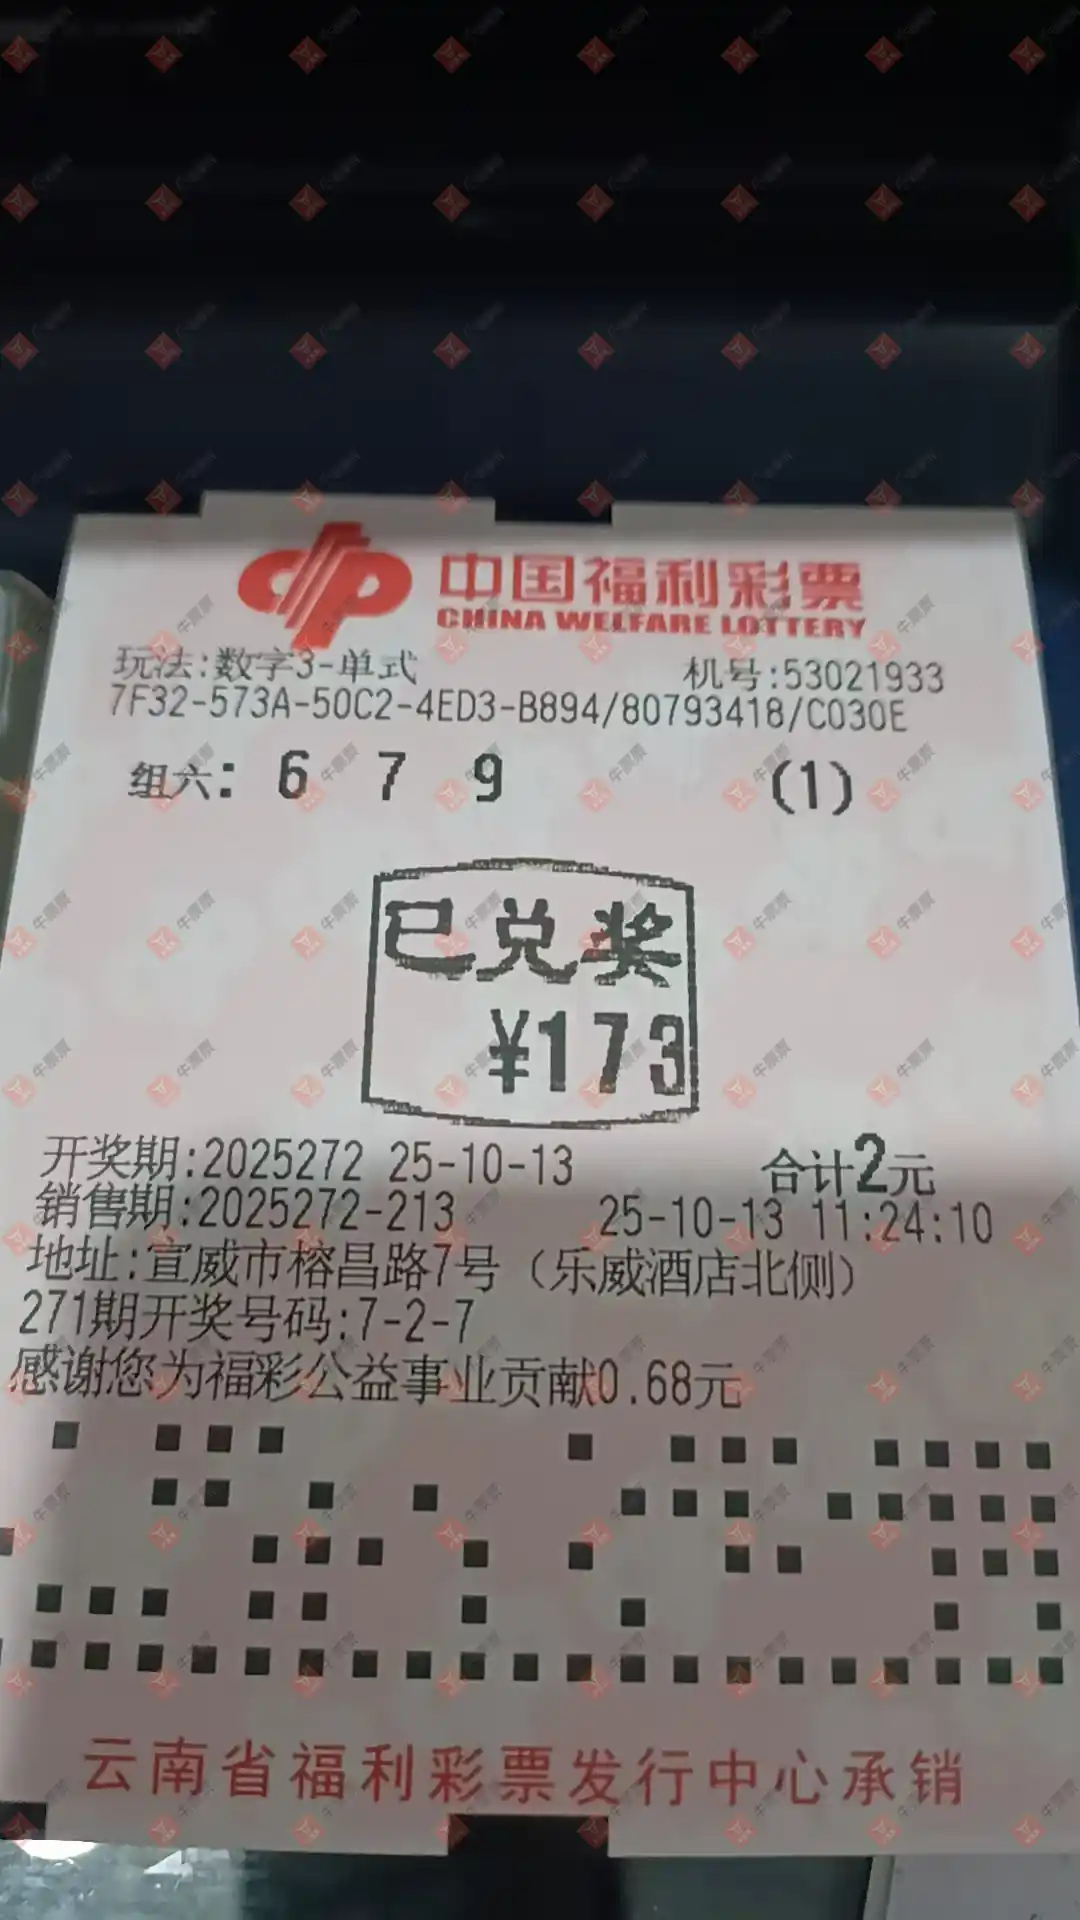 中国福利彩票
CHINA WELFARE LOTTERY
玩法:数字3-单式 机号:53021933
7F32-573A-50C2-4ED3-B894/80793418/C030E
组六: 6 7 9 (1)
已兑奖
¥173
开奖期:2025272 25-10-13 合计2元
销售期:2025272-213 25-10-13 11:24:10
地址:宣威市榕昌路7号（乐威酒店北侧）
271期开奖号码:7-2-7
感谢您为福彩公益事业贡献0.68元
云南省福利彩票发行中心承销
牛票票